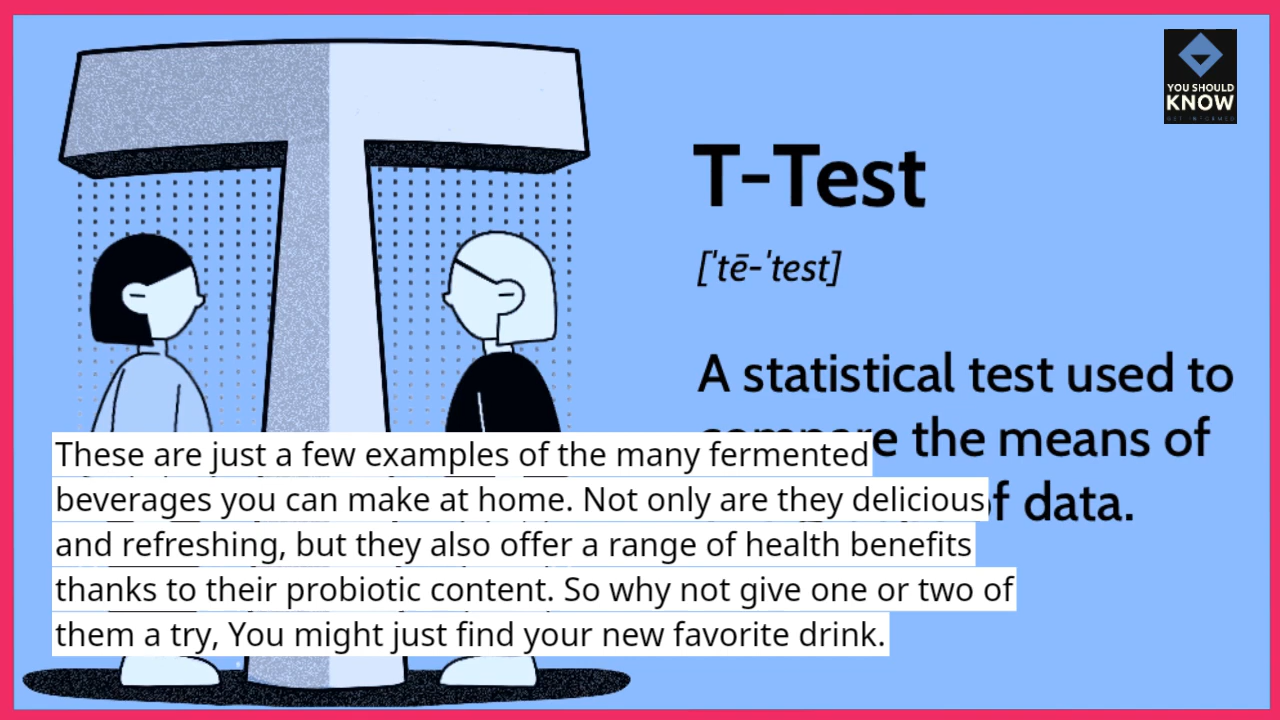 YOU SHOULD
KNOW
GET INFORMED
T-Test
['tē-'test]
A statistical test used to
the means of
of data.
These are just a few examples of the many fermented
beverages you can make at home. Not only are they delicious
and refreshing, but they also offer a range of health benefits
thanks to their probiotic content. So why not give one or two of
them a try, You might just find your new favorite drink.